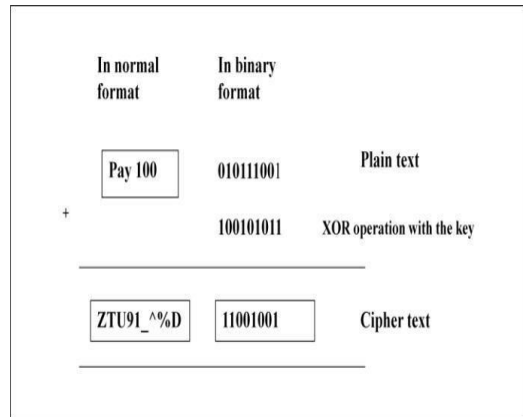 In normal format
In binary format
Pay 100
010111001
Plain text
+
100101011
XOR operation with the key
ZTU91_^%D
11001001
Cipher text